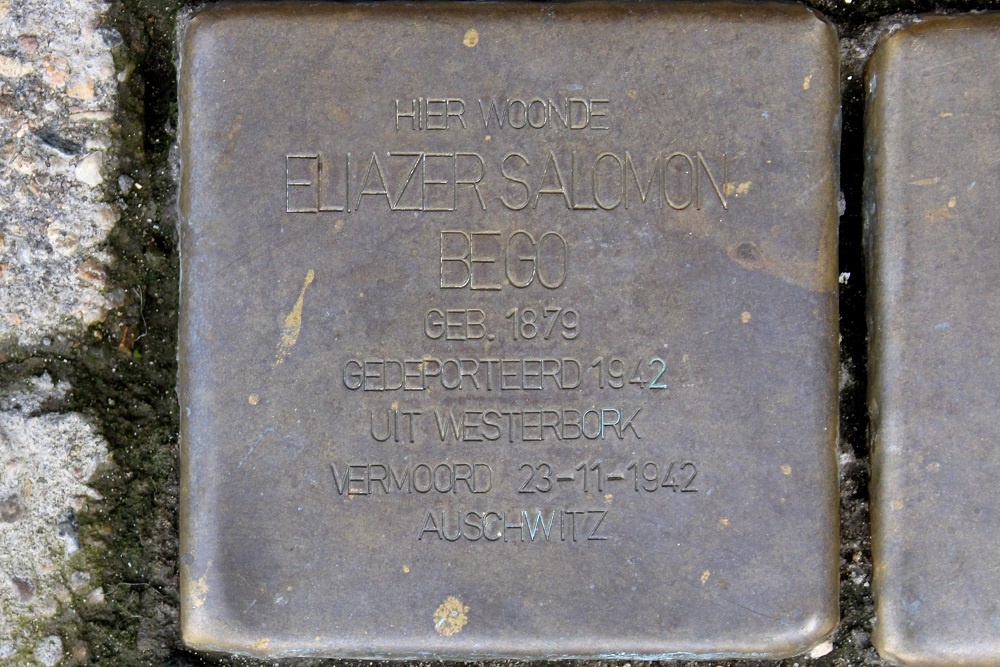 HIER WOONDE
ELIAZER SALOMON
BEGO
GEB. 1879
GEDEPORTEERD 1942
UIT WESTERBORK
VERMOORD 23-11-1942
AUSCHWITZ